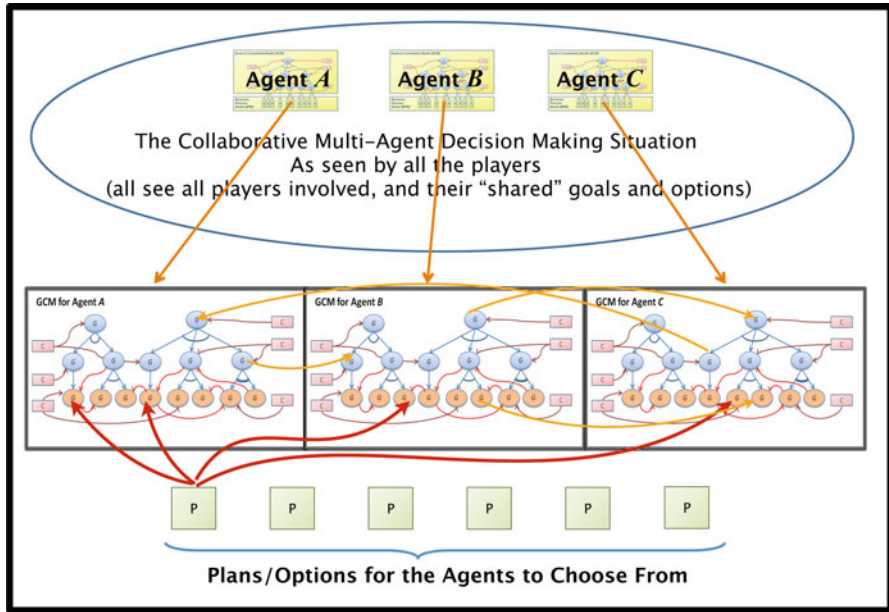 Agent A
Agent B
Agent C
The Collaborative Multi-Agent Decision Making Situation
As seen by all the players
(all see all players involved, and their “shared” goals and options)
GCM for Agent A
GCM for Agent B
GCM for Agent C
G G C
G G C
G G C
C C
C C
C C
G G G G G
G G G G G
G G G G G
C
C
C
C G G G G G G G G C
C G G G G G G G G C
C G G G G G G G G C
P P P P P P
Plans/Options for the Agents to Choose From